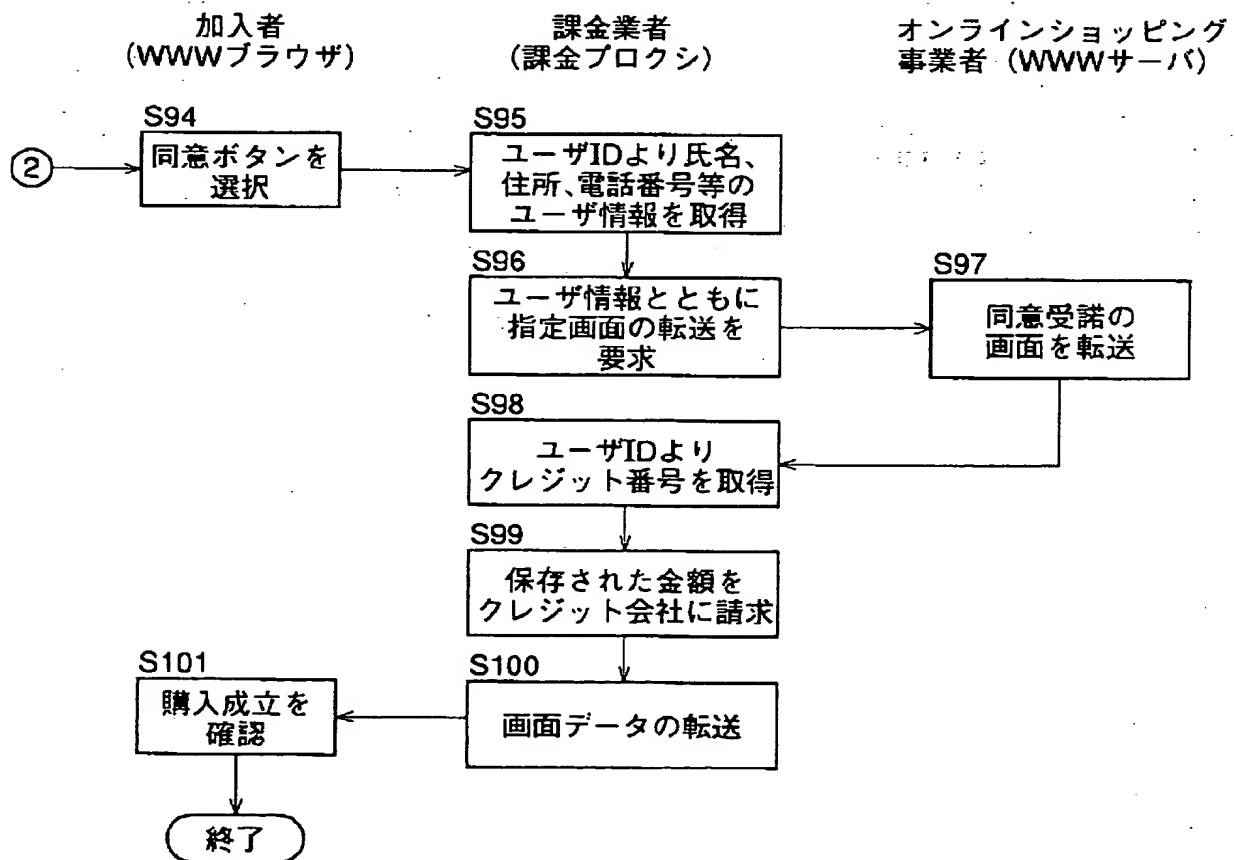 加入者
(WWWブラウザ)
課金業者
(課金プロクシ)
オンラインショッピング
事業者 (WWWサーバ)
②
S94
同意ボタンを
選択
S95
ユーザIDより氏名、
住所、電話番号等の
ユーザ情報を取得
S96
ユーザ情報とともに
指定画面の転送を
要求
S97
同意受諾の
画面を転送
S98
ユーザIDより
クレジット番号を取得
S99
保存された金額を
クレジット会社に請求
S100
画面データの転送
S101
購入成立を
確認
終了